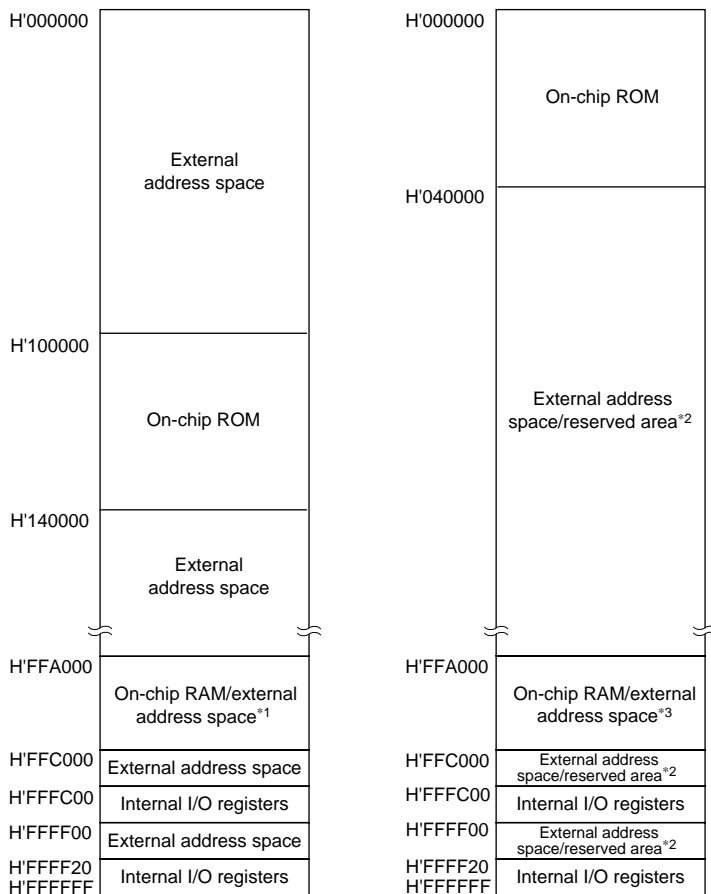 H'000000
External
address space
H'100000
On-chip ROM
H'140000
External
address space
H'FFA000
On-chip RAM/external
address space*1
H'FFC000
External address space
H'FFFC00
Internal I/O registers
H'FFFF00
External address space
H'FFFF20
Internal I/O registers
H'FFFFFF
H'000000
On-chip ROM
H'040000
External address
space/reserved area*2
H'FFA000
On-chip RAM/external
address space*3
H'FFC000
External address
space/reserved area*2
H'FFFC00
Internal I/O registers
H'FFFF00
External address
space/reserved area*2
H'FFFF20
Internal I/O registers
H'FFFFFF